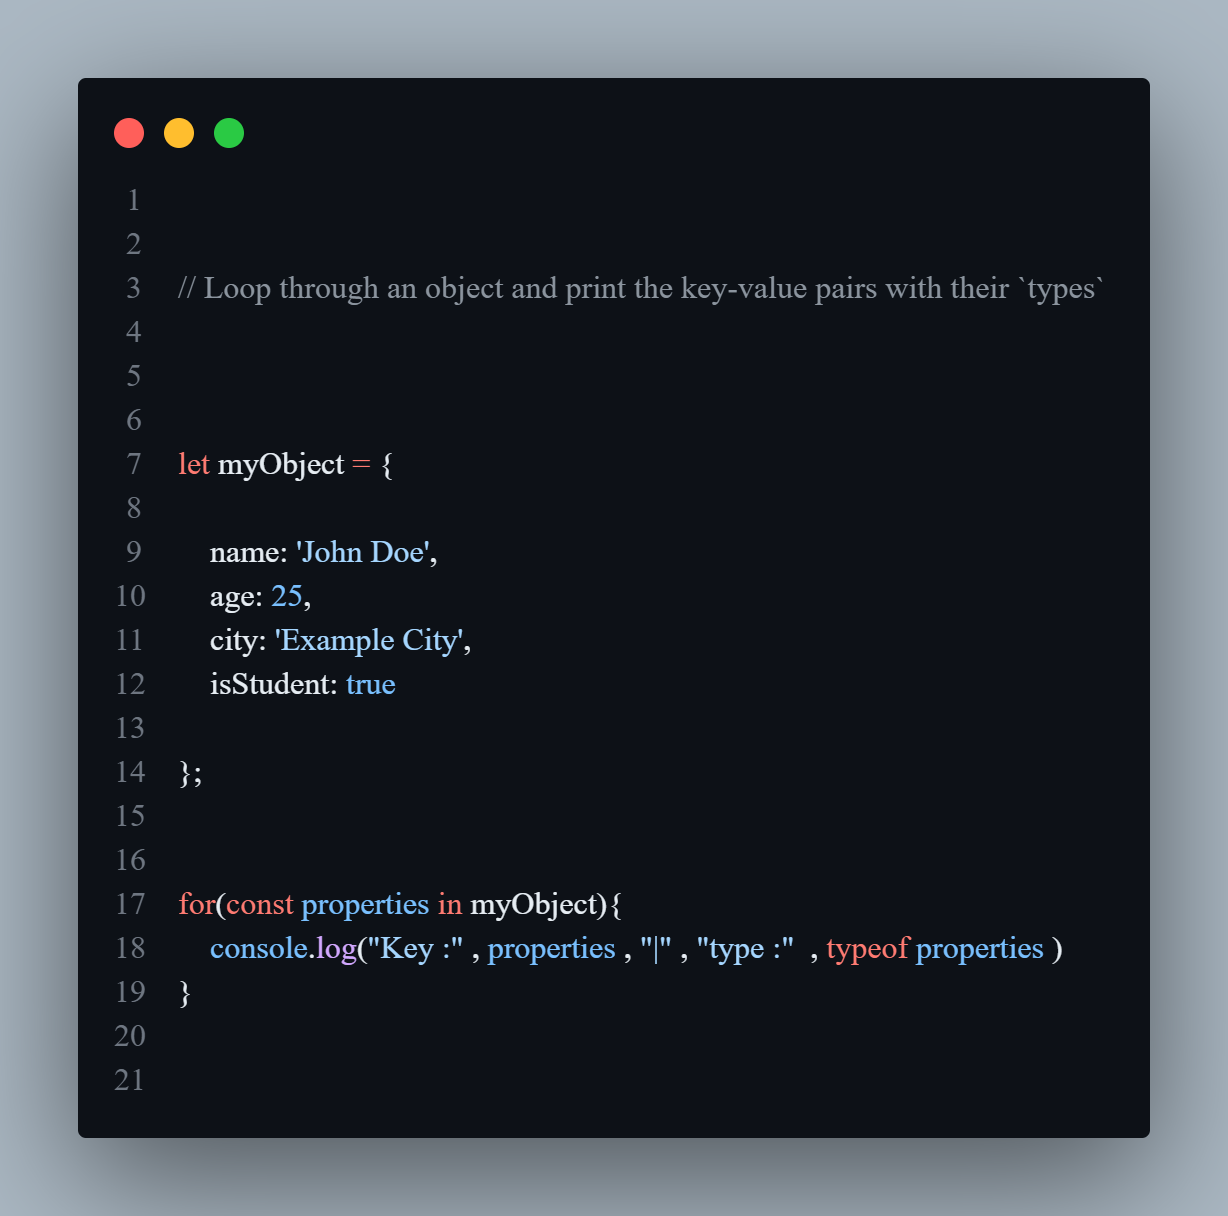 1
2
3 // Loop through an object and print the key-value pairs with their `types`
4
5
6
7 let myObject = {
8
9     name: 'John Doe',
10     age: 25,
11     city: 'Example City',
12     isStudent: true
13
14 };
15
16
17 for(const properties in myObject){
18     console.log("Key :" , properties , "|" , "type :"  , typeof properties )
19 }
20
21